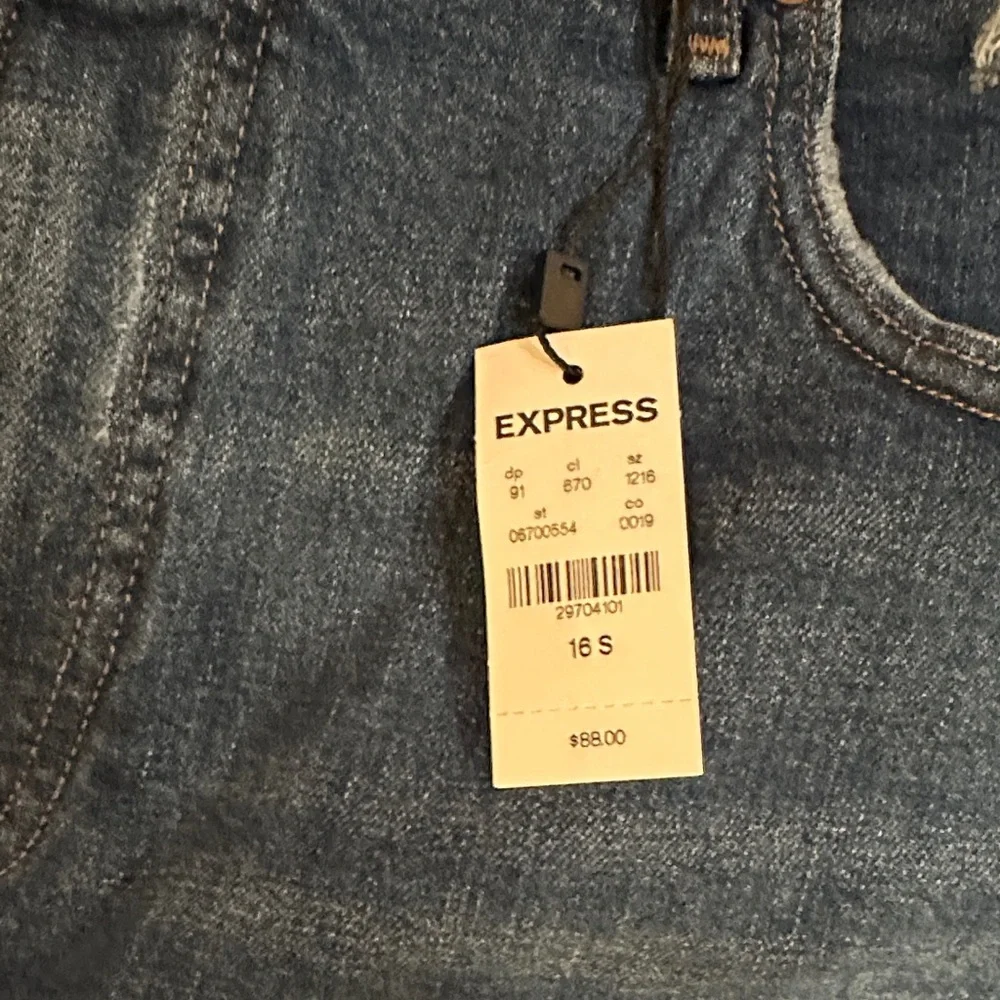 EXPRESS
dp cl sz
91 670 1216
st co
06700554 0019
29704101
16 S
$88.00